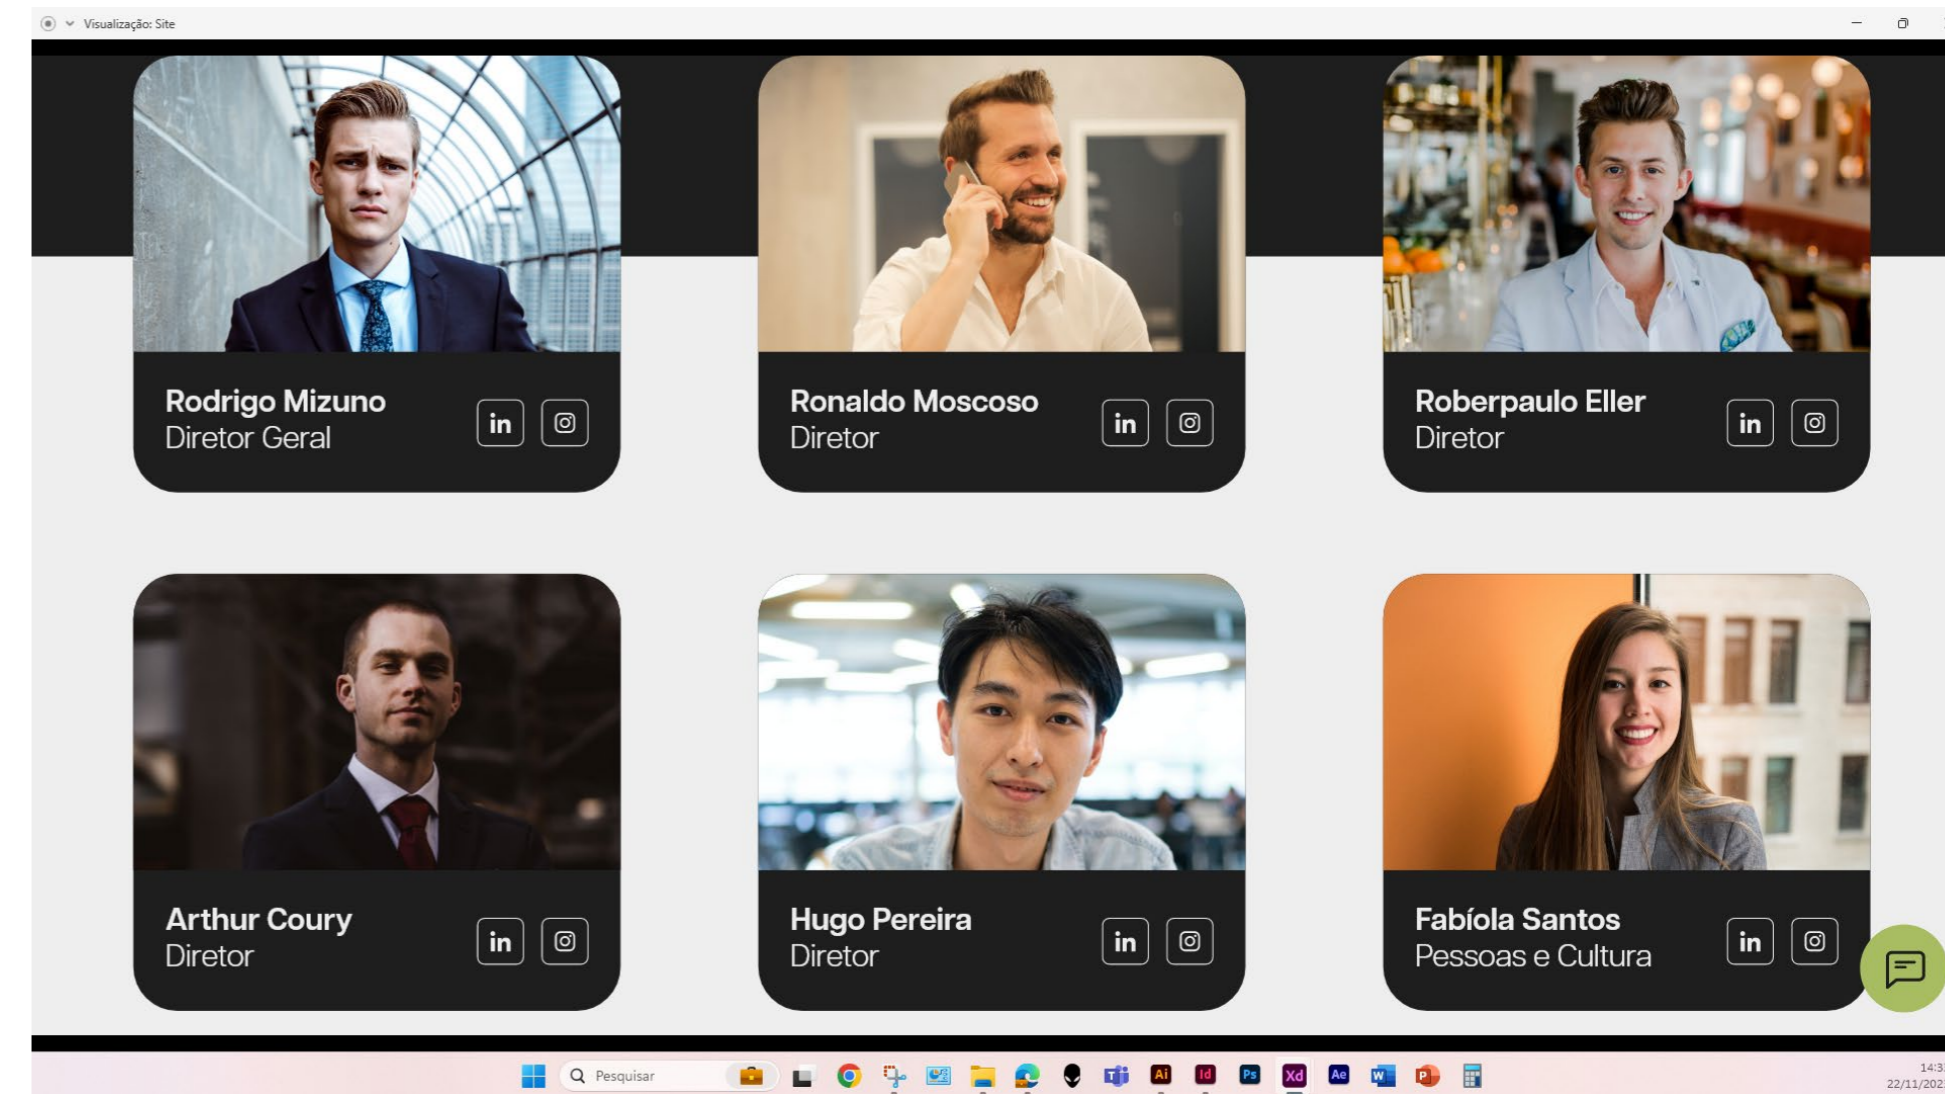 Visualização: Site
Rodrigo Mizuno
Diretor Geral
in
Ronaldo Moscoso
Diretor
in
Roberpaulo Eller
Diretor
in
Arthur Coury
Diretor
in
Hugo Pereira
Diretor
in
Fabíola Santos
Pessoas e Cultura
in
Pesquisar
Ai
Id
Ps
Xd
Ae
W
P